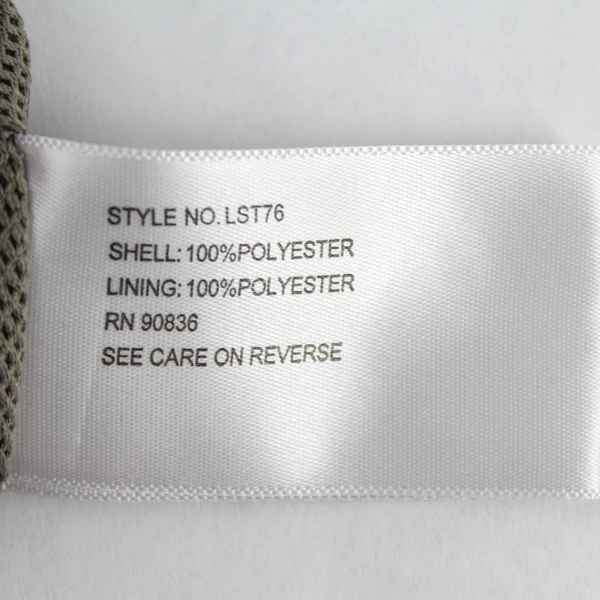 STYLE NO. LST76
SHELL: 100%POLYESTER
LINING: 100%POLYESTER
RN 90836
SEE CARE ON REVERSE